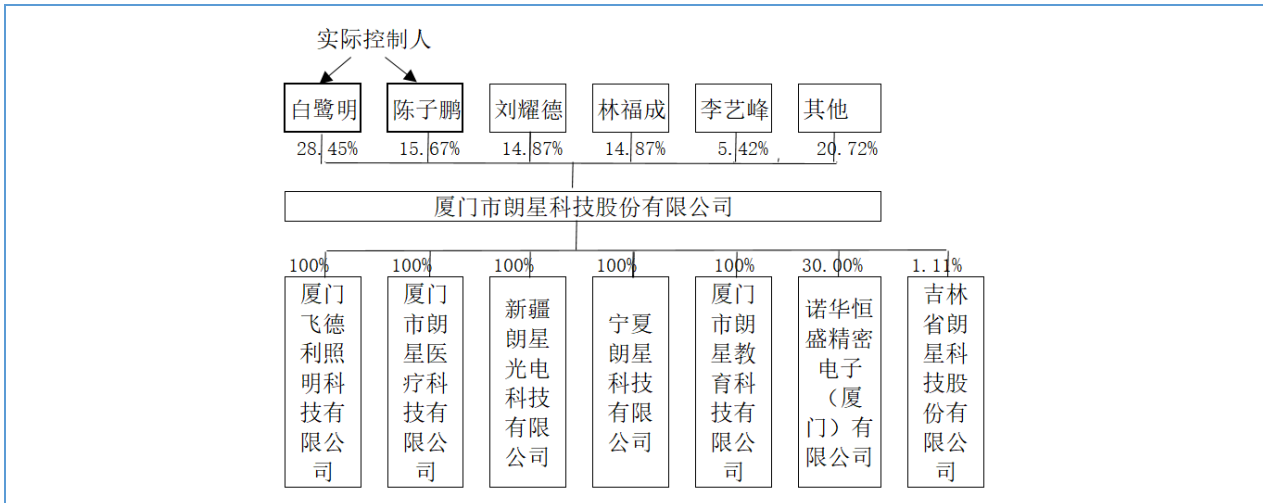 实际控制人
白鹭明 陈子鹏 刘耀德 林福成 李艺峰 其他
28.45% 15.67% 14.87% 14.87% 5.42% 20.72%
厦门市朗星科技股份有限公司
100% 100% 100% 100% 100% 30.00% 1.11%
厦门
飞德
利照
明科
技有
限公
司
厦门
市朗
星医
疗科
技有
限公
司
新疆
朗星
光电
科技
有限
公司
宁夏
朗星
科技
有限
公司
厦门
市朗
星教
育科
技有
限公
司
诺华恒
盛精密
电子
（厦
门）有
限公司
吉林
省朗
星科
技股
份有
限公
司